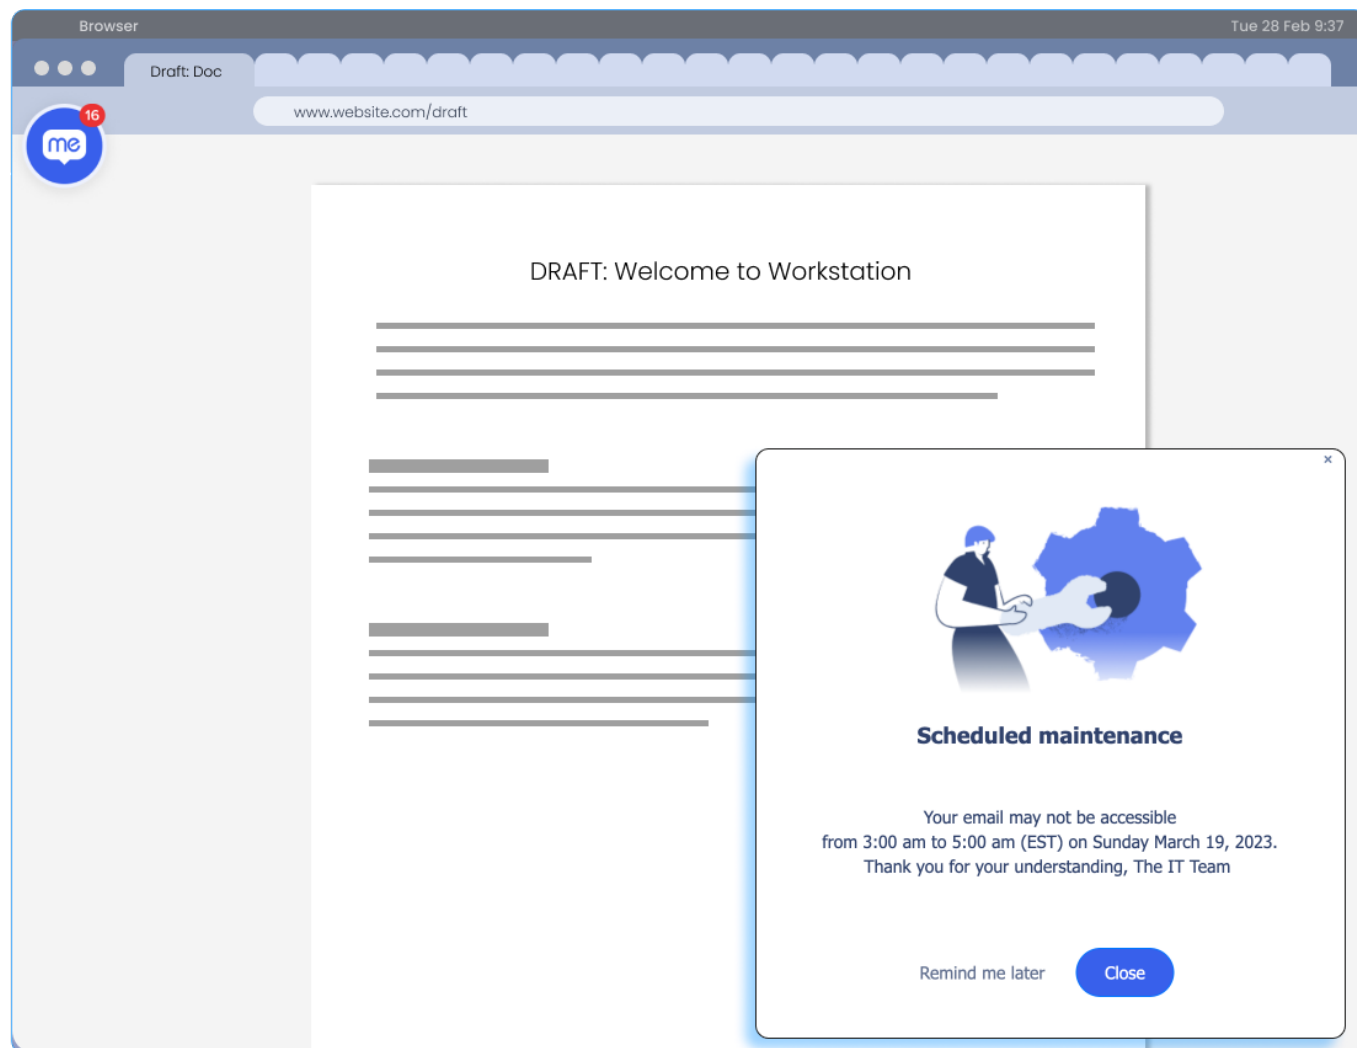 Browser
Tue 28 Feb 9:37
Draft: Doc
www.website.com/draft
16
me
DRAFT: Welcome to Workstation
×
Scheduled maintenance
Your email may not be accessible
from 3:00 am to 5:00 am (EST) on Sunday March 19, 2023.
Thank you for your understanding, The IT Team
Remind me later
Close